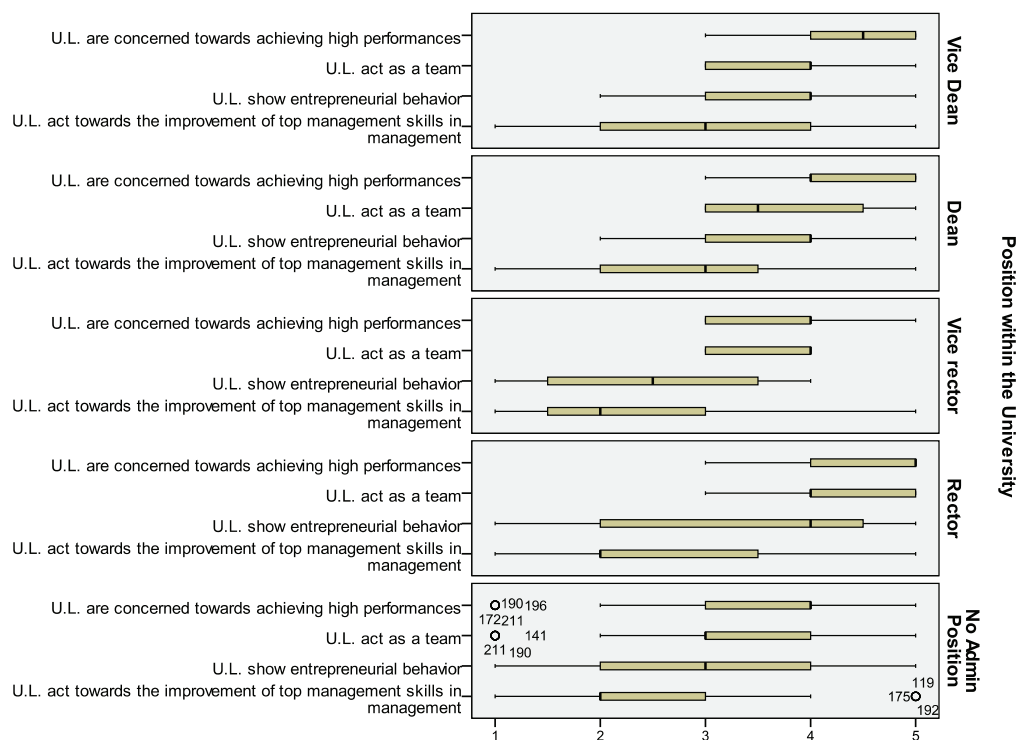 U.L. are concerned towards achieving high performances
U.L. act as a team
U.L. show entrepreneurial behavior
U.L. act towards the improvement of top management skills in
management
Vice Dean
U.L. are concerned towards achieving high performances
U.L. act as a team
U.L. show entrepreneurial behavior
U.L. act towards the improvement of top management skills in
management
Dean
U.L. are concerned towards achieving high performances
U.L. act as a team
U.L. show entrepreneurial behavior
U.L. act towards the improvement of top management skills in
management
Vice rector
U.L. are concerned towards achieving high performances
U.L. act as a team
U.L. show entrepreneurial behavior
U.L. act towards the improvement of top management skills in
management
Rector
U.L. are concerned towards achieving high performances
190 196
172 211
U.L. act as a team
141
211 190
U.L. show entrepreneurial behavior
U.L. act towards the improvement of top management skills in
management
119
175
192
No Admin
Position
1 2 3 4 5
Position within the University